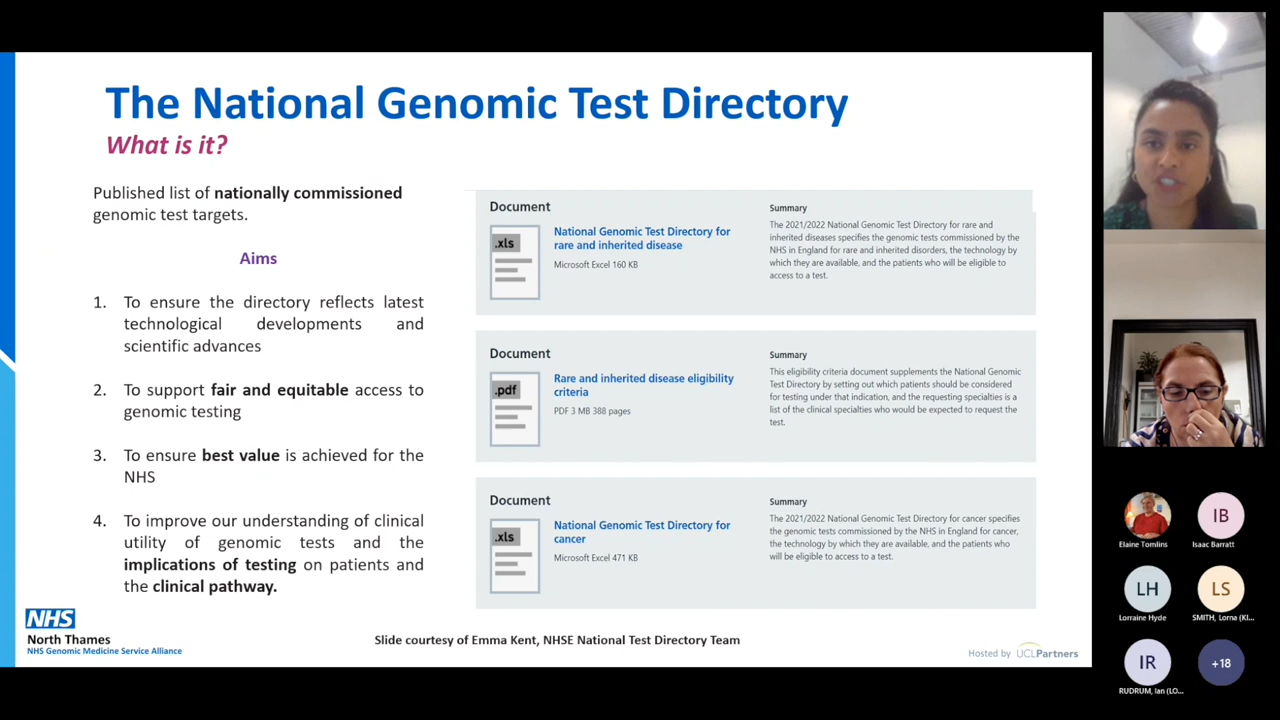 The National Genomic Test Directory
What is it?
Published list of nationally commissioned
genomic test targets.
Aims
1. To ensure the directory reflects latest
technological developments and
scientific advances
2. To support fair and equitable access to
genomic testing
3. To ensure best value is achieved for the
NHS
4. To improve our understanding of clinical
utility of genomic tests and the
implications of testing on patients and
the clinical pathway.
Document
.xls
National Genomic Test Directory for
rare and inherited disease
Microsoft Excel 160 KB
Summary
The 2021/2022 National Genomic Test Directory for rare and
inherited diseases specifies the genomic tests commissioned by the
NHS in England for rare and inherited disorders, the technology by
which they are available, and the patients who will be eligible to
access to a test.
Document
.pdf
Rare and inherited disease eligibility
criteria
PDF 3 MB 388 pages
Summary
This eligibility criteria document supplements the National Genomic
Test Directory by setting out which patients should be considered
for testing under that indication, and the requesting specialties is a
list of the clinical specialties who would be expected to request the
test.
Document
.xls
National Genomic Test Directory for
cancer
Microsoft Excel 471 KB
Summary
The 2021/2022 National Genomic Test Directory for cancer specifies
the genomic tests commissioned by the NHS in England for cancer,
the technology by which they are available, and the patients who
will be eligible to access to a test.
NHS
North Thames
NHS Genomic Medicine Service Alliance
Slide courtesy of Emma Kent, NHSE National Test Directory Team
Hosted by UCLPartners
Elaine Tomlins
IB
Isaac Barratt
LH
Lorraine Hyde
LS
SMITH, Lorna (KI...
IR
RUDRUM, Ian (LO...
+18